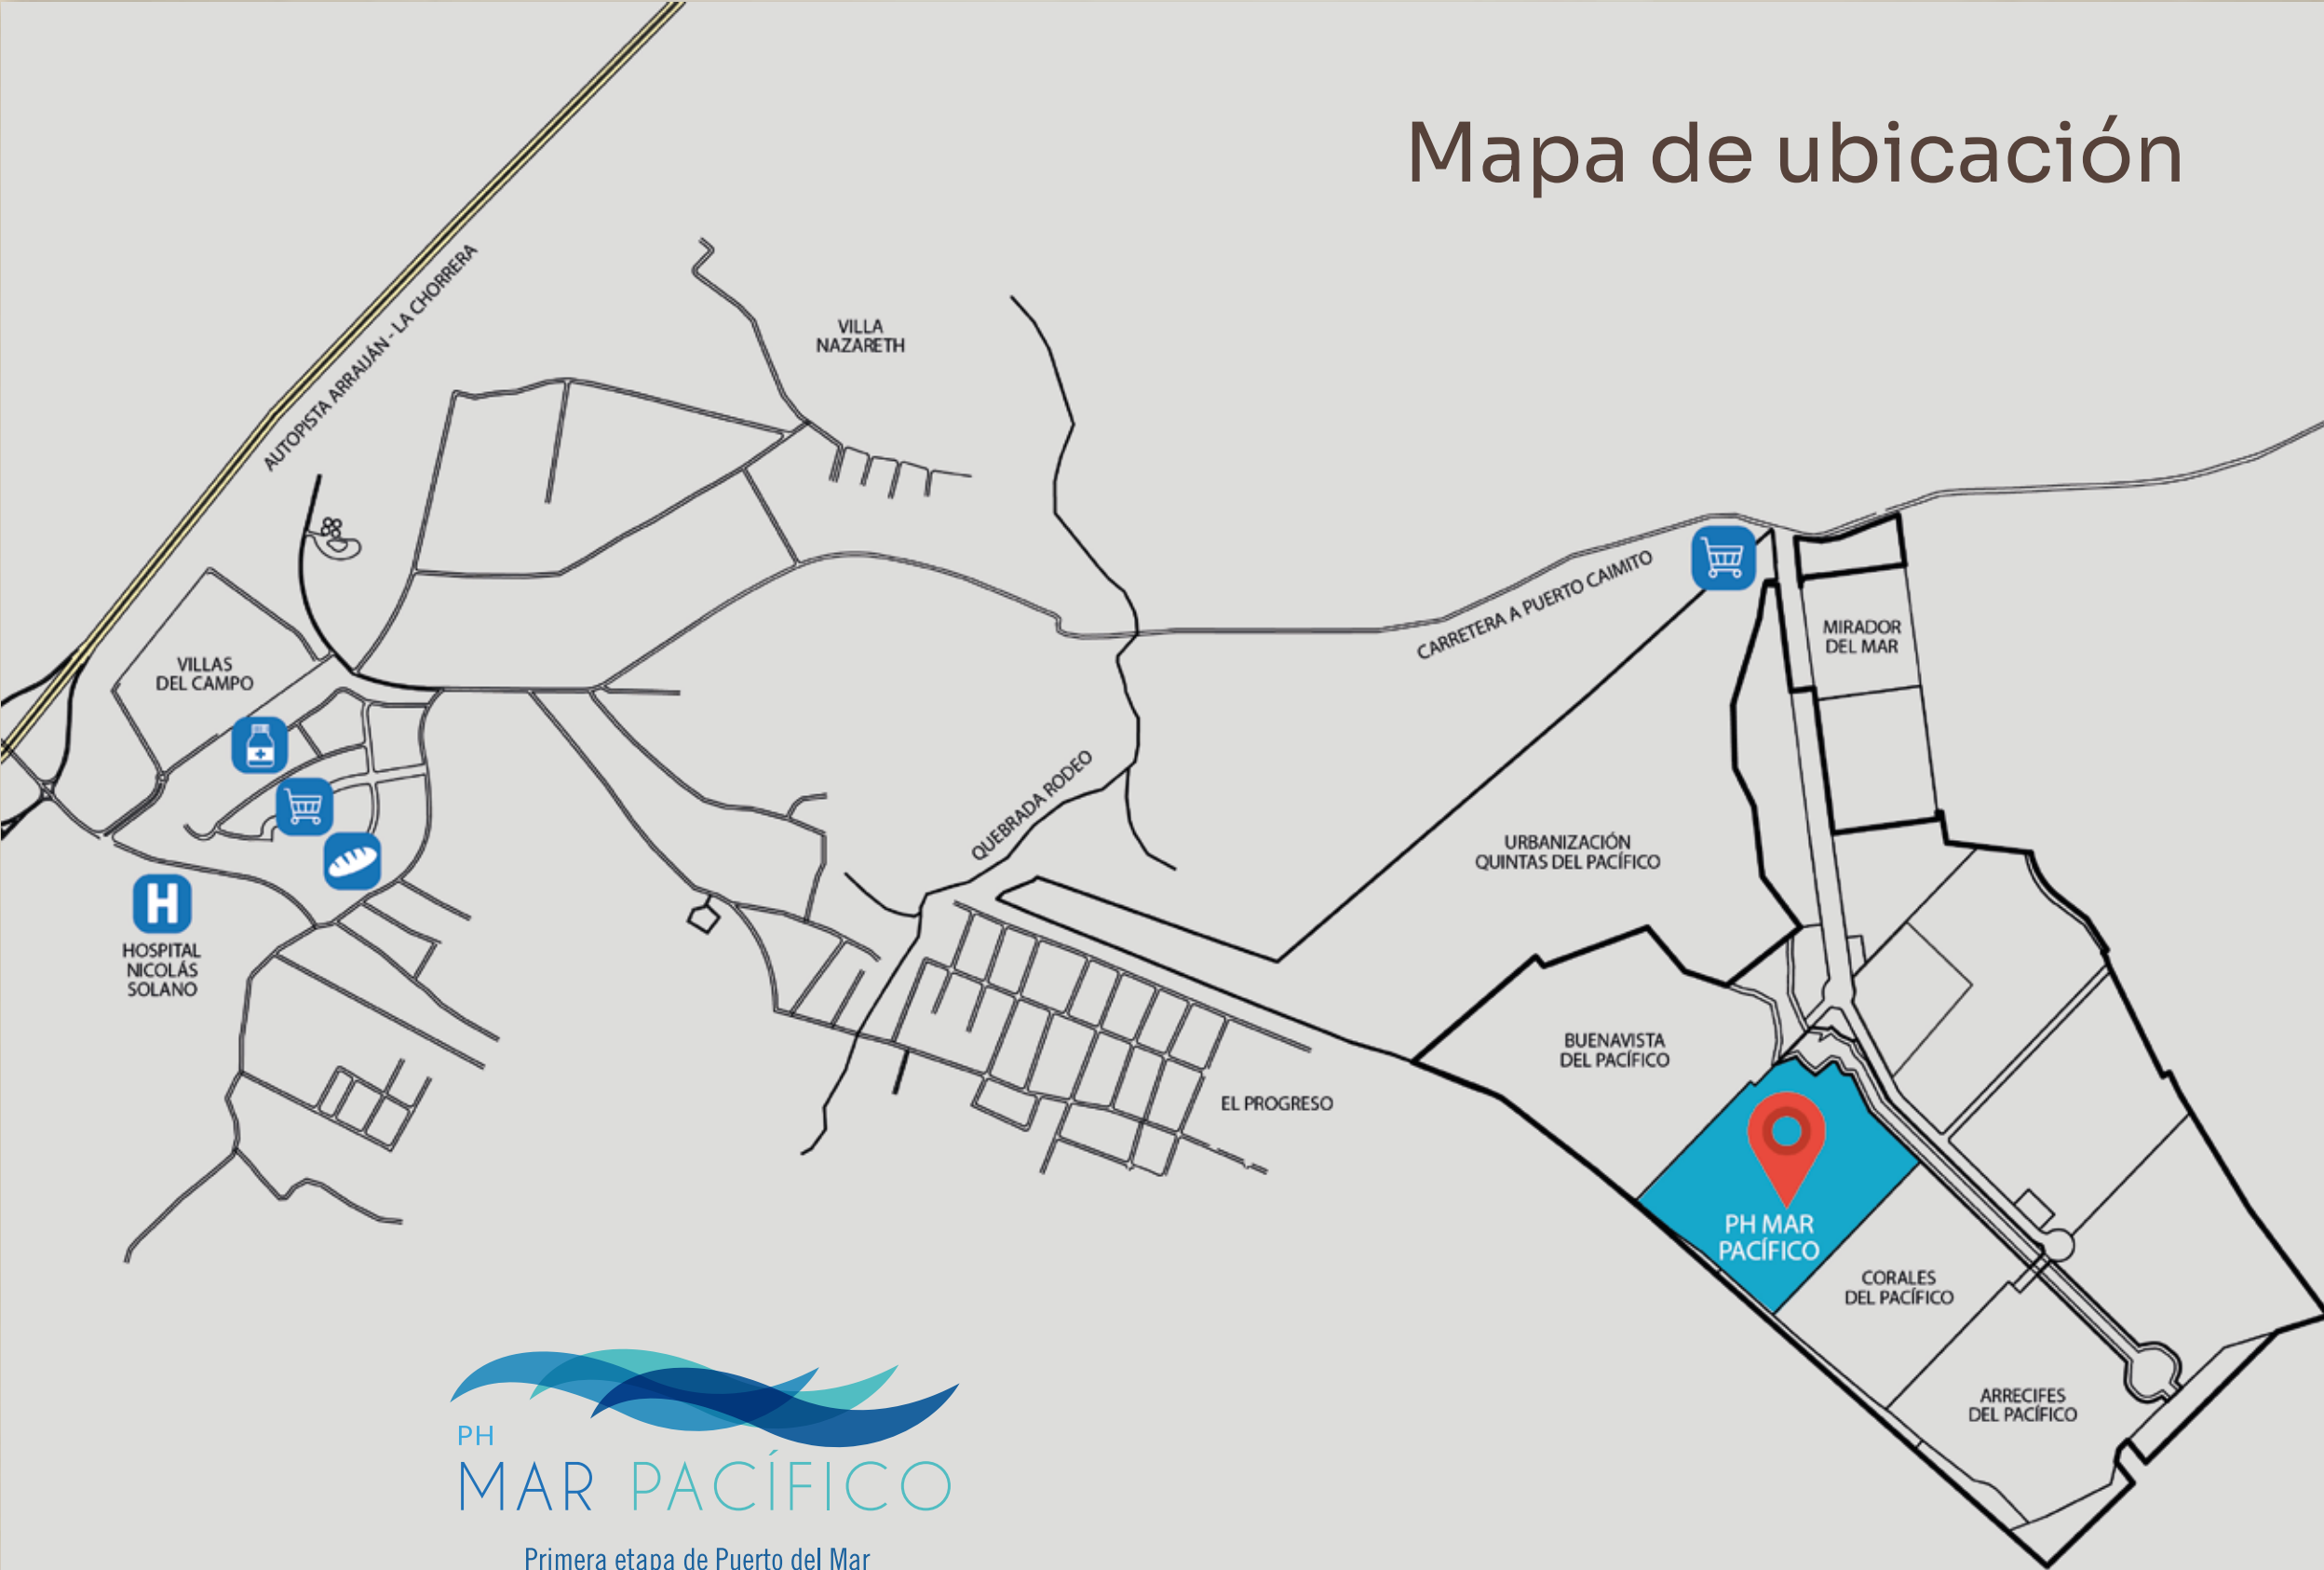 Mapa de ubicación
AUTOPISTA ARRAIJÁN - LA CHORRERA
VILLA
NAZARETH
CARRETERA A PUERTO CAIMITO
MIRADOR
DEL MAR
VILLAS
DEL CAMPO
QUEBRADA RODEO
URBANIZACIÓN
QUINTAS DEL PACÍFICO
H
HOSPITAL
NICOLÁS
SOLANO
BUENAVISTA
DEL PACÍFICO
EL PROGRESO
PH MAR
PACÍFICO
CORALES
DEL PACÍFICO
ARRECIFES
DEL PACÍFICO
PH
MAR PACÍFICO
Primera etapa de Puerto del Mar